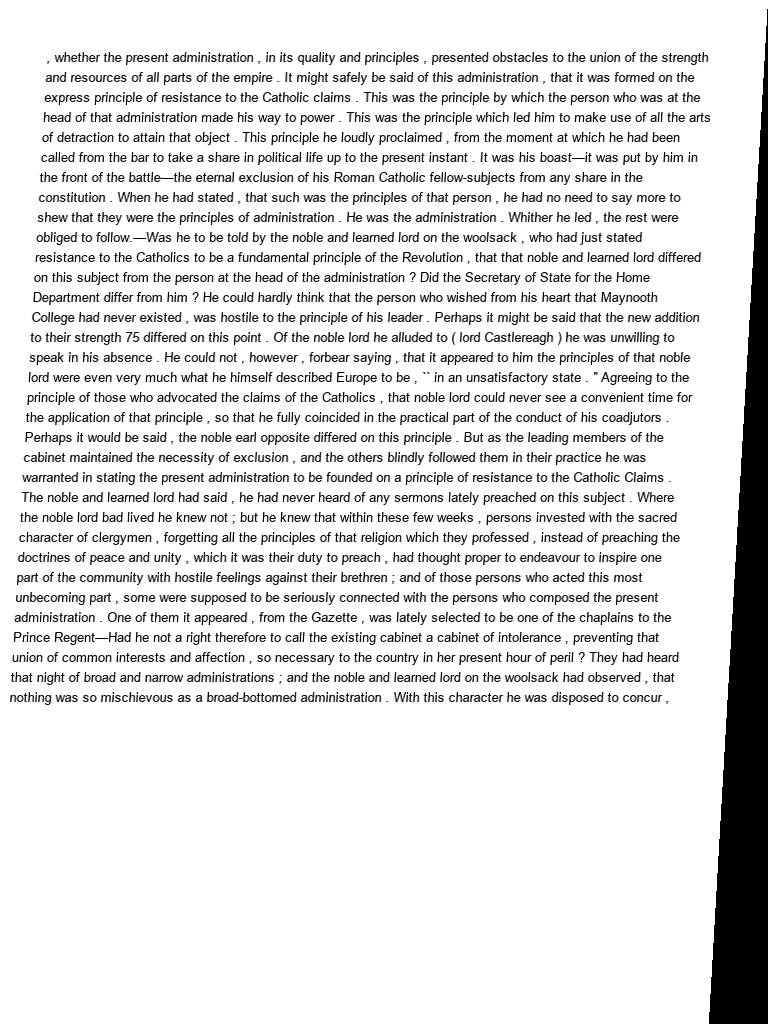 , whether the present administration , in its quality and principles , presented obstacles to the union of the strength
and resources of all parts of the empire . It might safely be said of this administration , that it was formed on the
express principle of resistance to the Catholic claims . This was the principle by which the person who was at the
head of that administration made his way to power . This was the principle which led him to make use of all the arts
of detraction to attain that object . This principle he loudly proclaimed , from the moment at which he had been
called from the bar to take a share in political life up to the present instant . It was his boast—it was put by him in
the front of the battle—the eternal exclusion of his Roman Catholic fellow-subjects from any share in the
constitution . When he had stated , that such was the principles of that person , he had no need to say more to
shew that they were the principles of administration . He was the administration . Whither he led , the rest were
obliged to follow.—Was he to be told by the noble and learned lord on the woolsack , who had just stated
resistance to the Catholics to be a fundamental principle of the Revolution , that that noble and learned lord differed
on this subject from the person at the head of the administration ? Did the Secretary of State for the Home
Department differ from him ? He could hardly think that the person who wished from his heart that Maynooth
College had never existed , was hostile to the principle of his leader . Perhaps it might be said that the new addition
to their strength 75 differed on this point . Of the noble lord he alluded to ( lord Castlereagh ) he was unwilling to
speak in his absence . He could not , however , forbear saying , that it appeared to him the principles of that noble
lord were even very much what he himself described Europe to be , `` in an unsatisfactory state . " Agreeing to the
principle of those who advocated the claims of the Catholics , that noble lord could never see a convenient time for
the application of that principle , so that he fully coincided in the practical part of the conduct of his coadjutors .
Perhaps it would be said , the noble earl opposite differed on this principle . But as the leading members of the
cabinet maintained the necessity of exclusion , and the others blindly followed them in their practice he was
warranted in stating the present administration to be founded on a principle of resistance to the Catholic Claims .
The noble and learned lord had said , he had never heard of any sermons lately preached on this subject . Where
the noble lord bad lived he knew not ; but he knew that within these few weeks , persons invested with the sacred
character of clergymen , forgetting all the principles of that religion which they professed , instead of preaching the
doctrines of peace and unity , which it was their duty to preach , had thought proper to endeavour to inspire one
part of the community with hostile feelings against their brethren ; and of those persons who acted this most
unbecoming part , some were supposed to be seriously connected with the persons who composed the present
administration . One of them it appeared , from the Gazette , was lately selected to be one of the chaplains to the
Prince Regent—Had he not a right therefore to call the existing cabinet a cabinet of intolerance , preventing that
union of common interests and affection , so necessary to the country in her present hour of peril ? They had heard
that night of broad and narrow administrations ; and the noble and learned lord on the woolsack had observed , that
nothing was so mischievous as a broad-bottomed administration . With this character he was disposed to concur ,